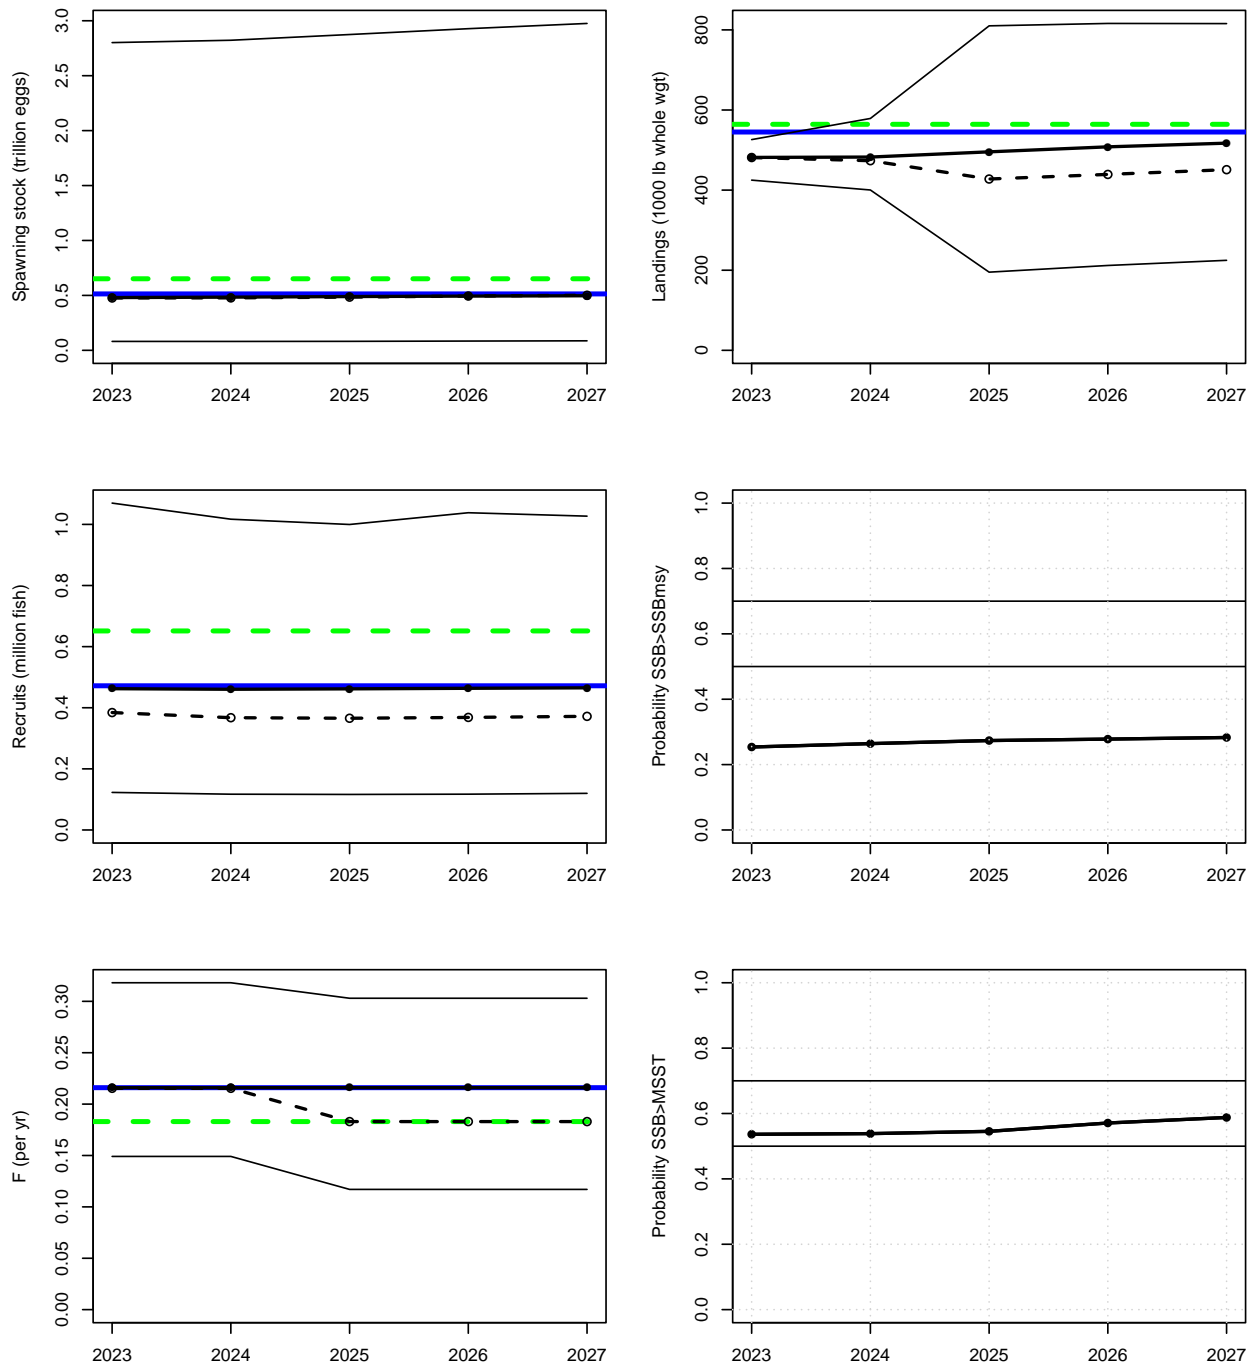 Spawning stock (trillion eggs)
0.0 0.5 1.0 1.5 2.0 2.5 3.0
2023 2024 2025 2026 2027
Landings (1000 lb whole wgt)
0 200 400 600 800
2023 2024 2025 2026 2027
Recruits (million fish)
0.0 0.2 0.4 0.6 0.8 1.0
2023 2024 2025 2026 2027
Probability SSB>SSBmsy
0.0 0.2 0.4 0.6 0.8 1.0
2023 2024 2025 2026 2027
F (per yr)
0.00 0.05 0.10 0.15 0.20 0.25 0.30
2023 2024 2025 2026 2027
Probability SSB>MSST
0.0 0.2 0.4 0.6 0.8 1.0
2023 2024 2025 2026 2027